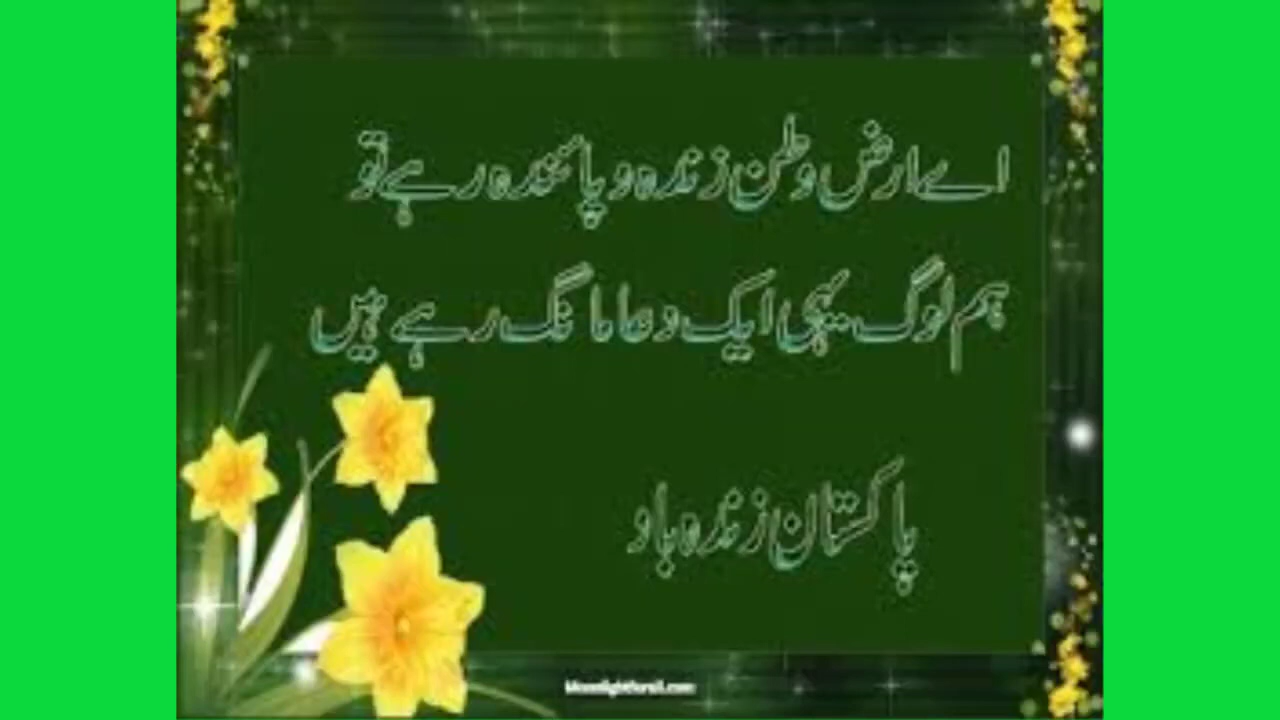 اے ارض وطن زندہ و پائندہ رہے تو
ہم لوگ یہی ایک دعا مانگ رہے ہیں
پاکستان زندہ باد